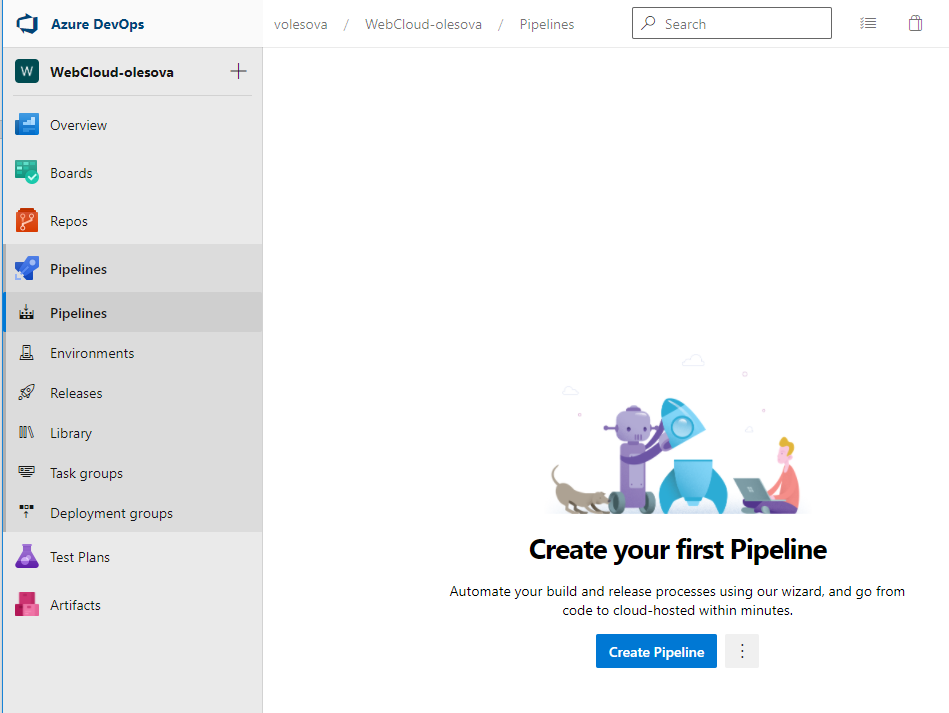 Azure DevOps
volesova / WebCloud-olesova / Pipelines
Search
W WebCloud-olesova
Overview
Boards
Repos
Pipelines
Pipelines
Environments
Releases
Library
Task groups
Deployment groups
Test Plans
Artifacts
Create your first Pipeline
Automate your build and release processes using our wizard, and go from
code to cloud-hosted within minutes.
Create Pipeline